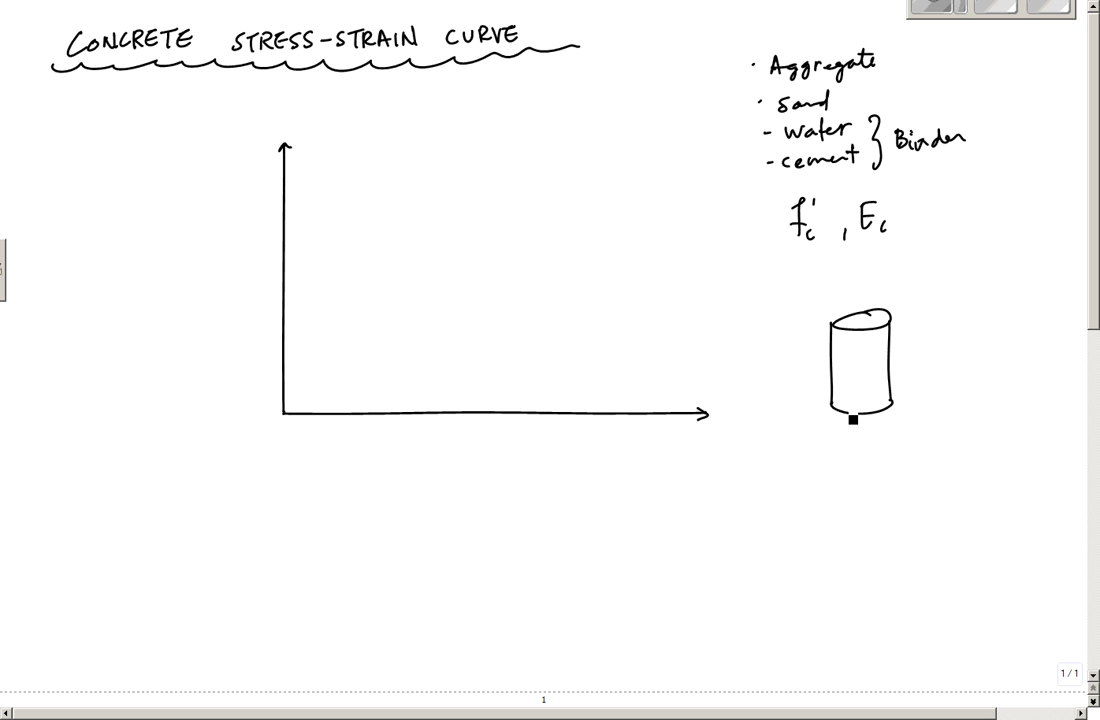 CONCRETE STRESS-STRAIN CURVE
· Aggregate
· Sand
- water
- cement } Binder
f'c , Ec
1/1
1